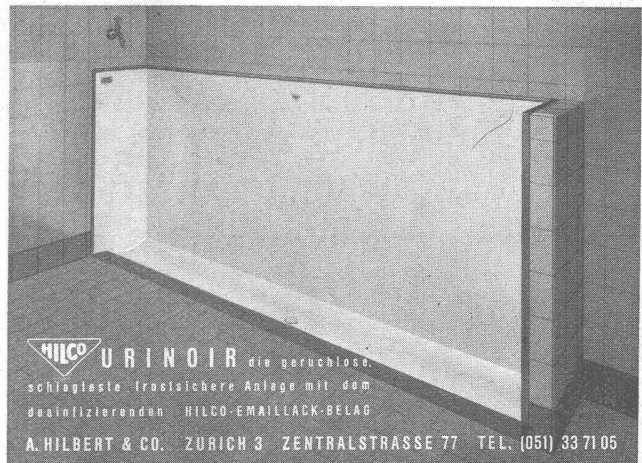 HILCO URINOIR die geruchlose,
schlagfeste frostsichere Anlage mit dem
desinfizierenden HILCO-EMAILLACK-BELAG
A. HILBERT & CO. ZÜRICH 3 ZENTRALSTRASSE 77 TEL. (051) 33 71 05